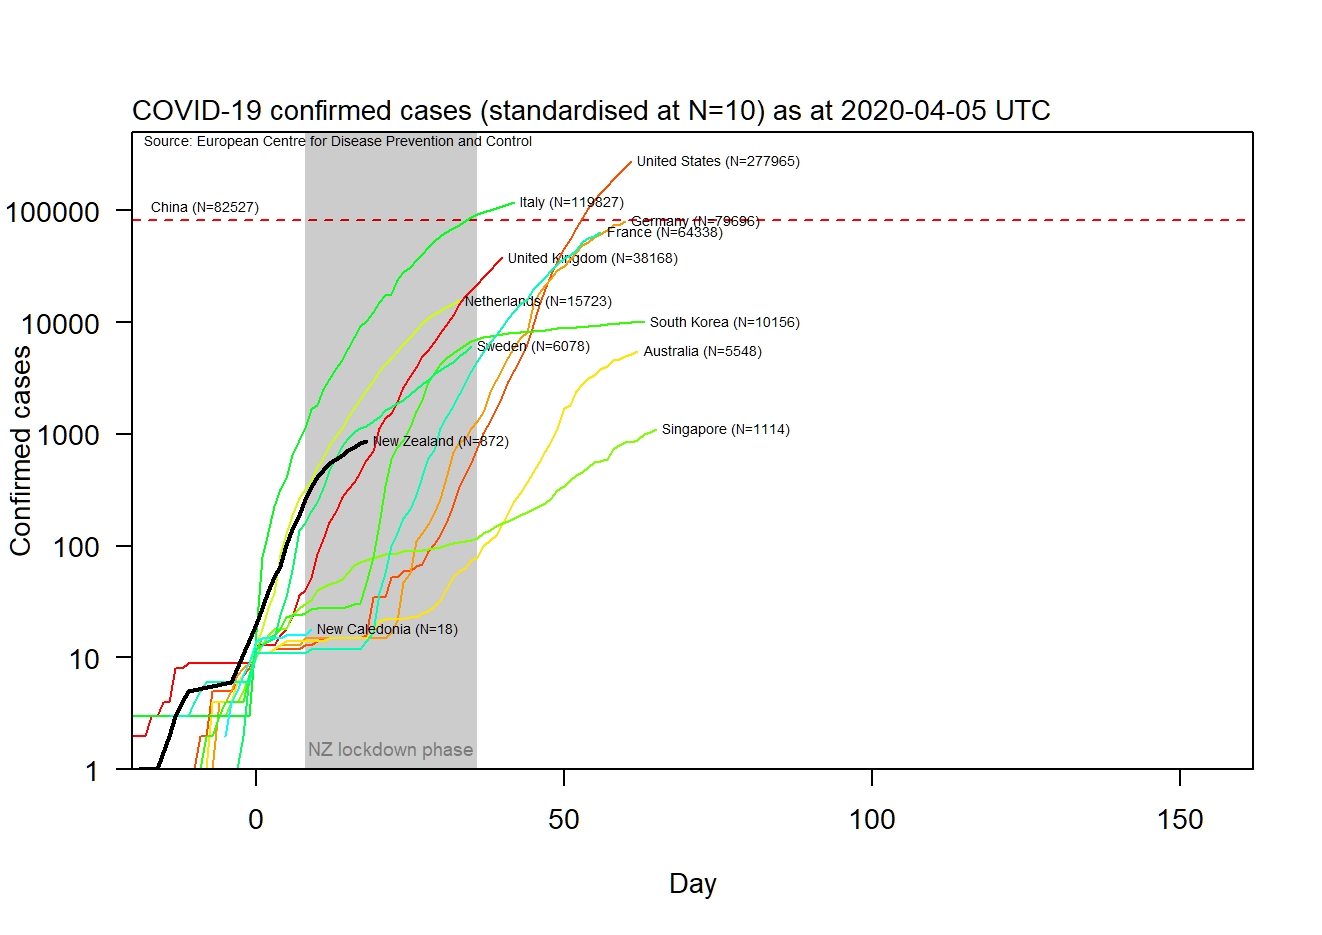 COVID-19 confirmed cases (standardised at N=10) as at 2020-04-05 UTC
Source: European Centre for Disease Prevention and Control
United States (N=277965)
Italy (N=119827)
China (N=82527)
Germany (N=79696)
France (N=64338)
United Kingdom (N=38168)
Netherlands (N=15723)
South Korea (N=10156)
Sweden (N=6078)
Australia (N=5548)
Singapore (N=1114)
New Zealand (N=872)
New Caledonia (N=18)
NZ lockdown phase
Confirmed cases
100000
10000
1000
100
10
1
0
50
100
150
Day